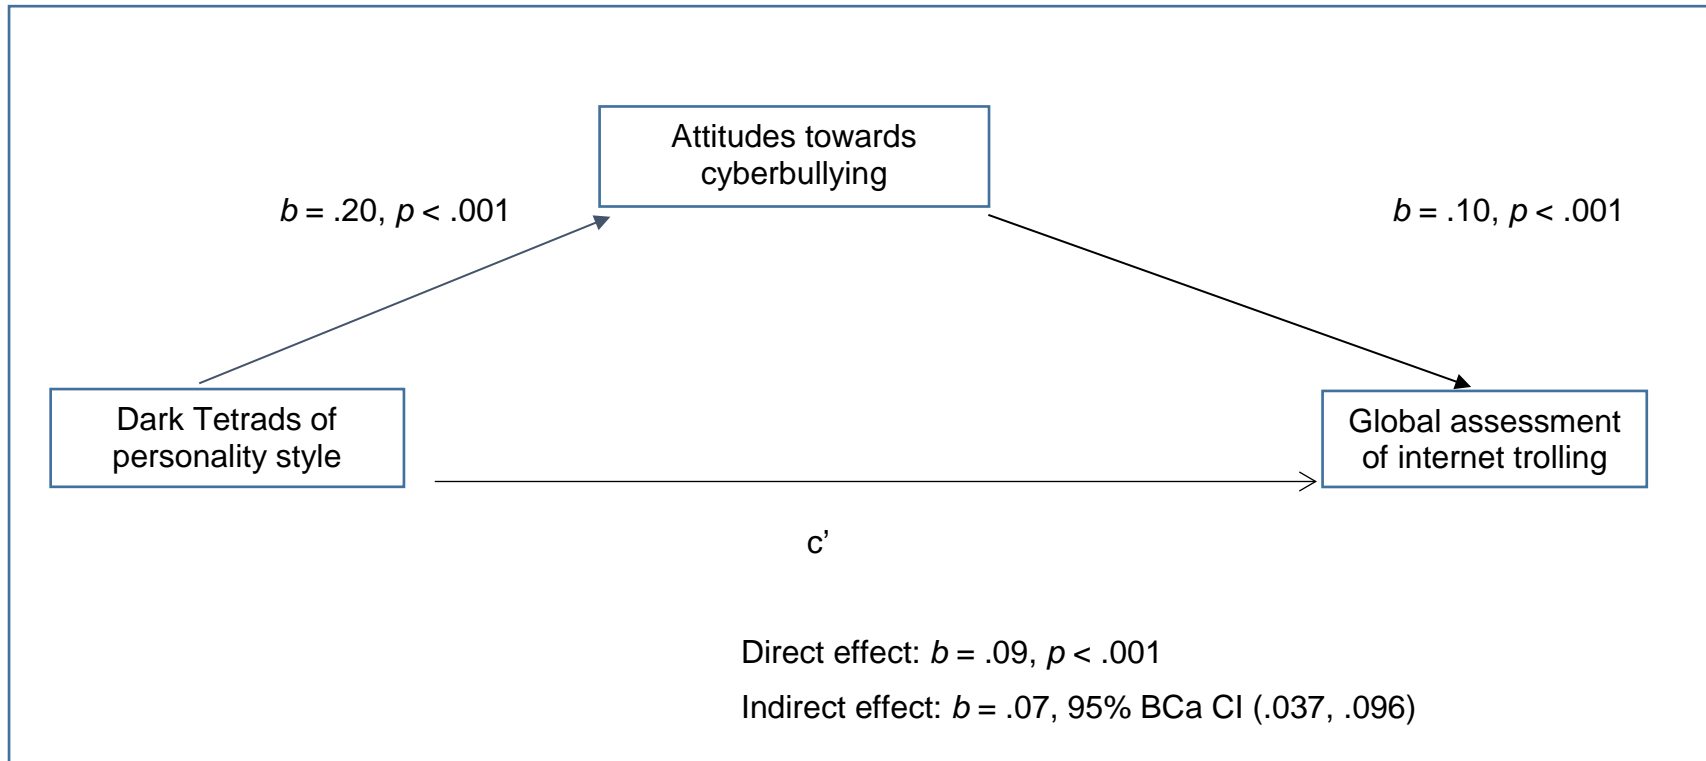 Attitudes towards
cyberbullying
b = .20, p < .001
b = .10, p < .001
Dark Tetrads of
personality style
Global assessment
of internet trolling
c’
Direct effect: b = .09, p < .001
Indirect effect: b = .07, 95% BCa CI (.037, .096)